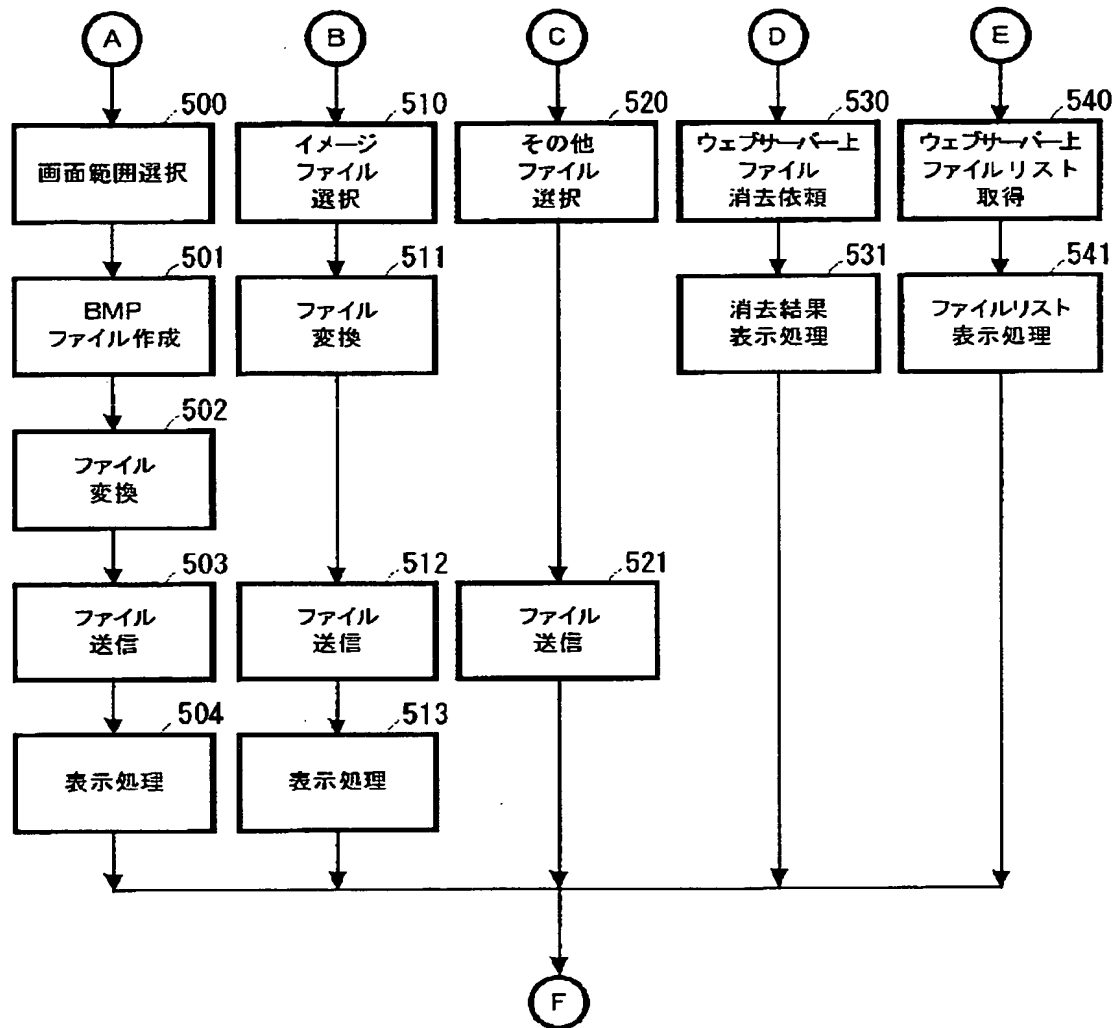 A
B
C
D
E
500
画面範囲選択
510
イメージ
ファイル
選択
520
その他
ファイル
選択
530
ウェブサーバー上
ファイル
消去依頼
540
ウェブサーバー上
ファイルリスト
取得
501
BMP
ファイル作成
511
ファイル
変換
531
消去結果
表示処理
541
ファイルリスト
表示処理
502
ファイル
変換
503
ファイル
送信
512
ファイル
送信
521
ファイル
送信
504
表示処理
513
表示処理
F